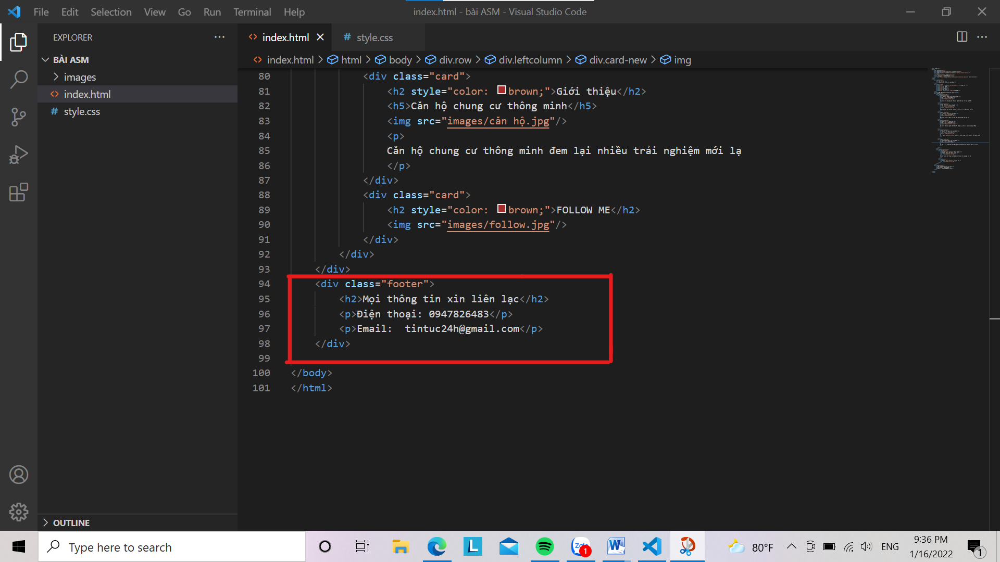 File Edit Selection View Go Run Terminal Help
index.html - bài ASM - Visual Studio Code
EXPLORER
BÀI ASM
images
index.html
style.css
OUTLINE
index.html
# style.css
index.html > html > body > div.row > div.leftcolumn > div.card-new > img
80 <div class="card">
81 <h2 style="color: brown;">Giới thiệu</h2>
82 <h5>Căn hộ chung cư thông minh</h5>
83 <img src="images/căn hộ.jpg"/>
84 <p>
85 Căn hộ chung cư thông minh đem lại nhiều trải nghiệm mới lạ
86 </p>
87 </div>
88 <div class="card">
89 <h2 style="color: brown;">FOLLOW ME</h2>
90 <img src="images/follow.jpg"/>
91 </div>
92 </div>
93 </div>
94 <div class="footer">
95 <h2>Mọi thông tin xin liên lạc</h2>
96 <p>Điện thoại: 0947826483</p>
97 <p>Email:  tintuc24h@gmail.com</p>
98 </div>
99
100 </body>
101 </html>
Type here to search
L
Zalo
1
W
80°F
ENG
9:36 PM
1/16/2022
1